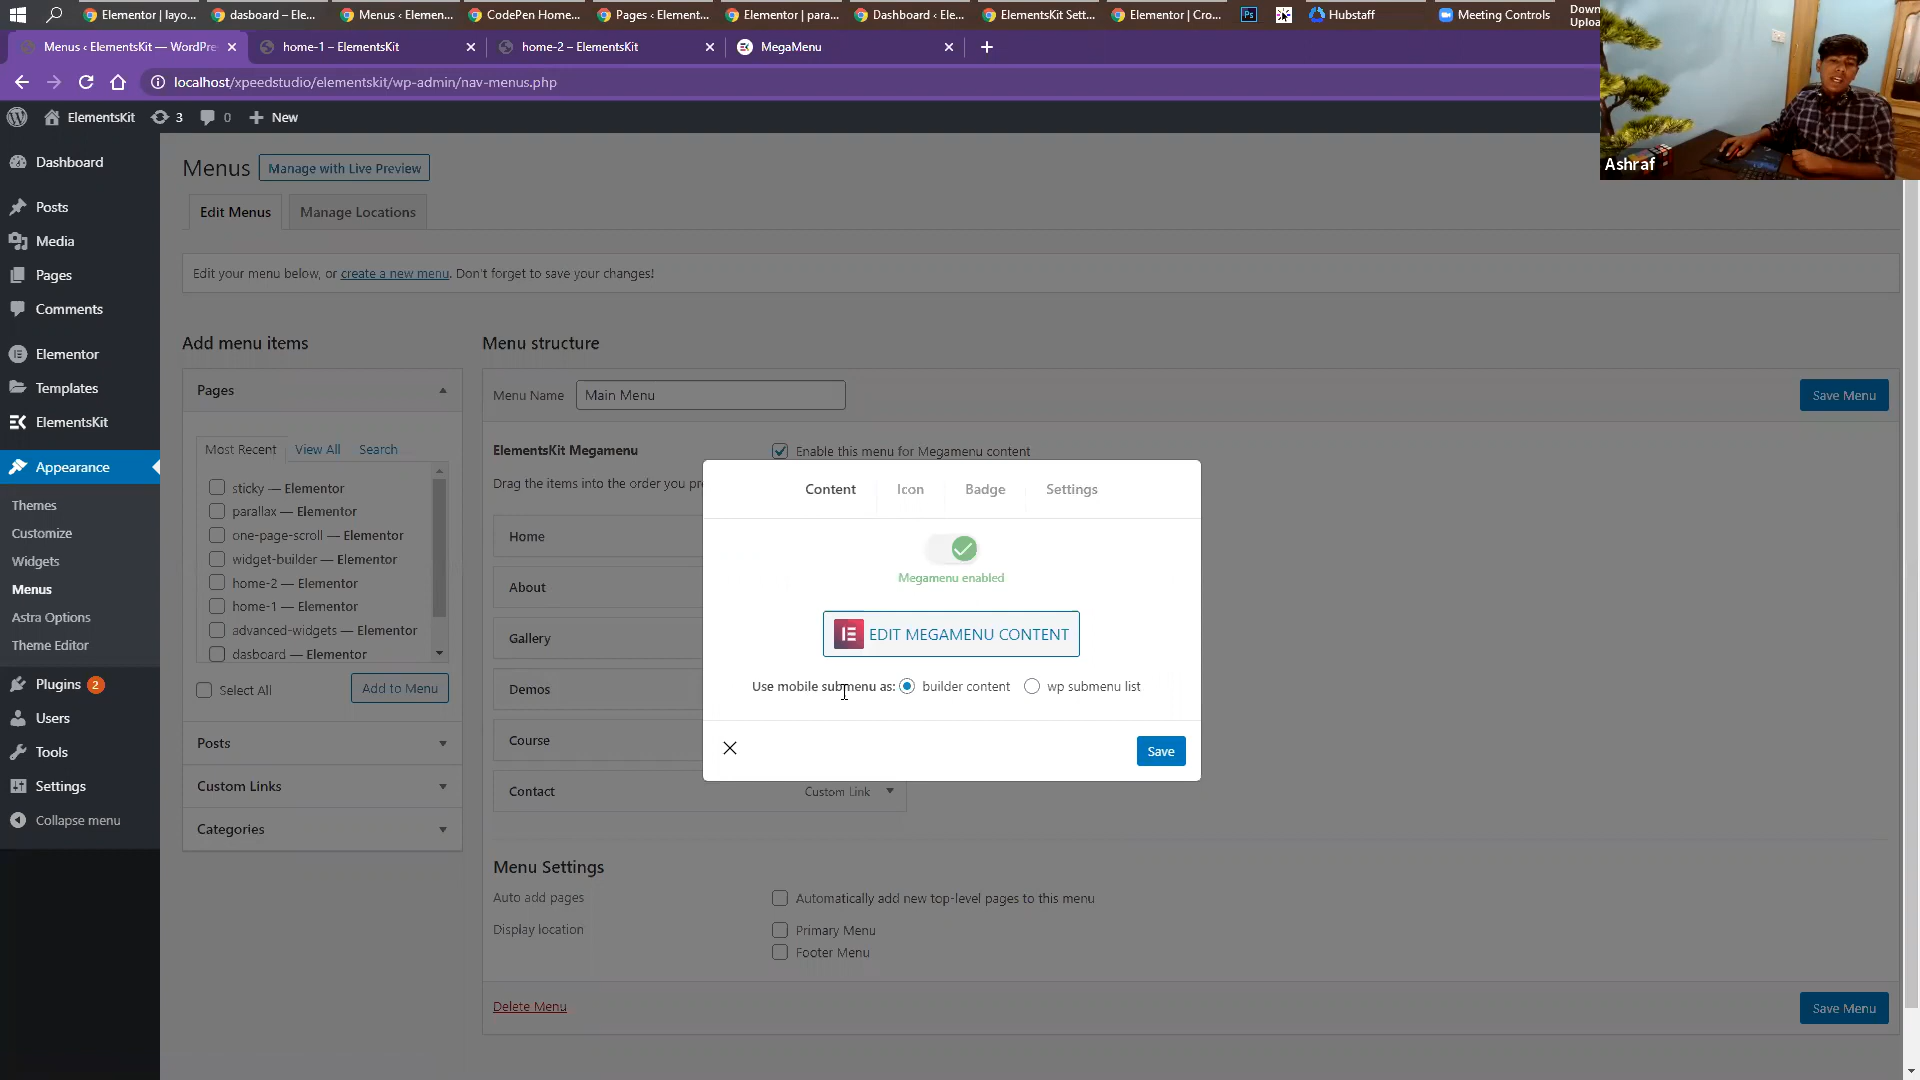 Elementor | layo...
dasboard – Ele...
Menus ‹ Elemen...
CodePen Home...
Pages ‹ Element...
Elementor | para...
Dashboard ‹ Ele...
ElementsKit Sett...
Elementor | Cro...
Ps
Hubstaff
Meeting Controls
Down
Uploa
Menus ‹ ElementsKit — WordPre
home-1 – ElementsKit
home-2 – ElementsKit
MegaMenu
localhost/xpeedstudio/elementskit/wp-admin/nav-menus.php
ElementsKit
3
0
New
Ashraf
Dashboard
Posts
Media
Pages
Comments
Elementor
Templates
ElementsKit
Appearance
Themes
Customize
Widgets
Menus
Astra Options
Theme Editor
Plugins 2
Users
Tools
Settings
Collapse menu
Menus
Manage with Live Preview
Edit Menus
Manage Locations
Edit your menu below, or create a new menu. Don't forget to save your changes!
Add menu items
Pages
Most Recent
View All
Search
sticky — Elementor
parallax — Elementor
one-page-scroll — Elementor
widget-builder — Elementor
home-2 — Elementor
home-1 — Elementor
advanced-widgets — Elementor
dasboard — Elementor
Select All
Add to Menu
Posts
Custom Links
Categories
Menu structure
Menu Name
Main Menu
Save Menu
ElementsKit Megamenu
Enable this menu for Megamenu content
Drag the items into the order you pr
Home
About
Gallery
Demos
Course
Contact
Custom Link
Content
Icon
Badge
Settings
Megamenu enabled
EDIT MEGAMENU CONTENT
Use mobile submenu as:
builder content
wp submenu list
Save
Menu Settings
Auto add pages
Automatically add new top-level pages to this menu
Display location
Primary Menu
Footer Menu
Delete Menu
Save Menu